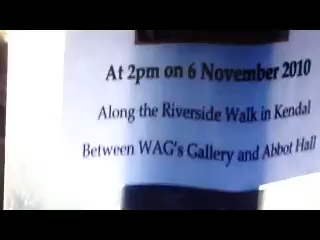 At 2pm on 6 November 2010
Along the Riverside Walk in Kendal
Between WAG's Gallery and Abbot Hall